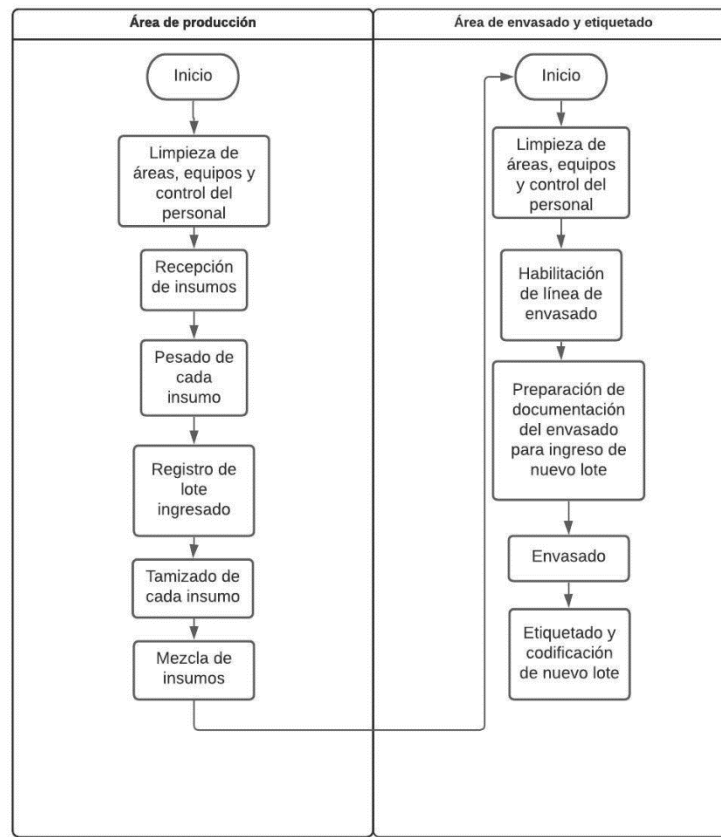 Área de producción
Inicio
Limpieza de
áreas, equipos y
control del
personal
Recepción
de insumos
Pesado de
cada
insumo
Registro de
lote
ingresado
Tamizado de
cada insumo
Mezcla de
insumos
Área de envasado y etiquetado
Inicio
Limpieza de
áreas, equipos
y control del
personal
Habilitación
de línea de
envasado
Preparación de
documentación
del envasado
para ingreso de
nuevo lote
Envasado
Etiquetado y
codificación
de nuevo lote